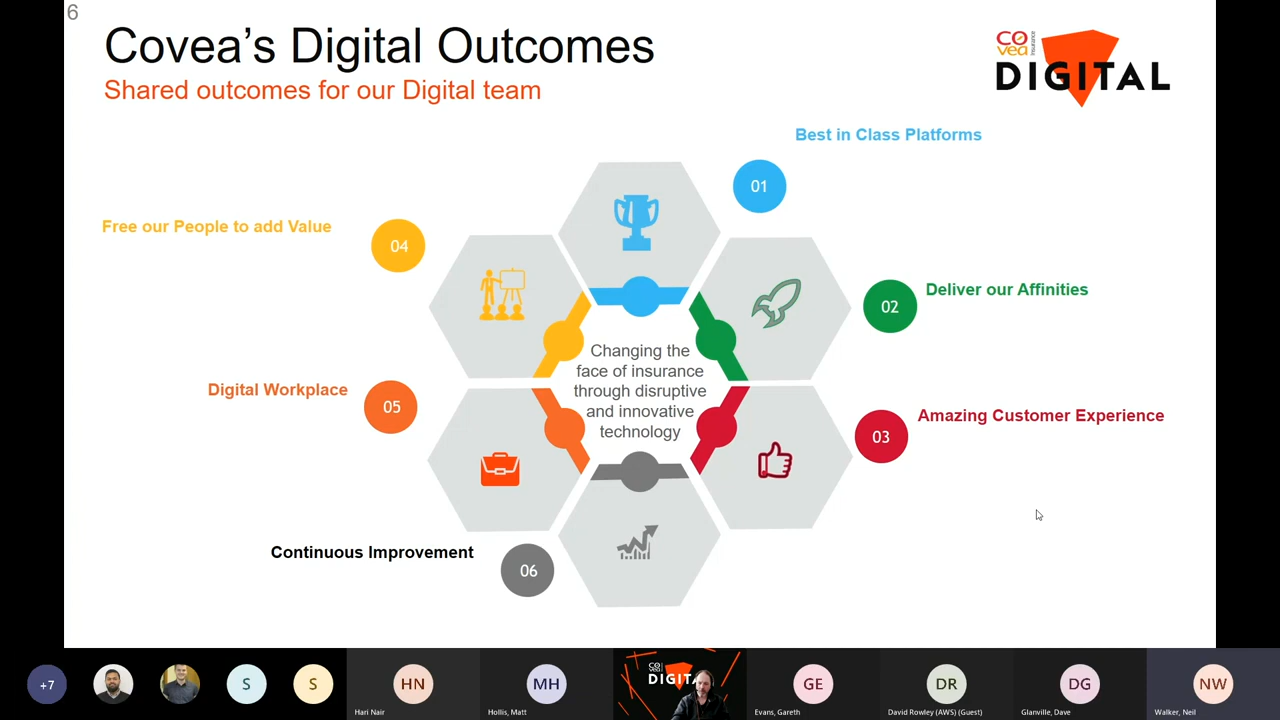 6
Covea's Digital Outcomes
Shared outcomes for our Digital team
covea
insurance
DIGITAL
Best in Class Platforms
01
Free our People to add Value
04
02
Deliver our Affinities
Changing the
face of insurance
through disruptive
and innovative
technology
Digital Workplace
05
Amazing Customer Experience
03
Continuous Improvement
06
+7
S
S
HN
Hari Nair
MH
Hollis, Matt
covea
DIGITAL
GE
Evans, Gareth
DR
David Rowley (AWS) (Guest)
DG
Glanville, Dave
NW
Walker, Neil